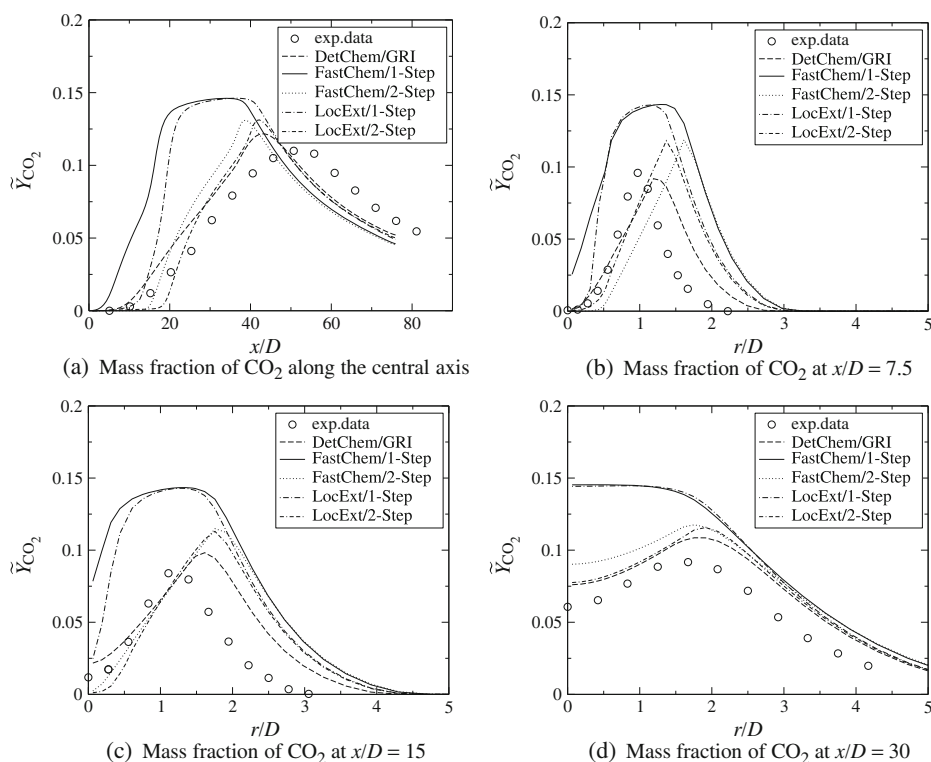 0.2
0.15
0.1
0.05
0
ỸCO2
exp.data
DetChem/GRI
FastChem/1-Step
FastChem/2-Step
LocExt/1-Step
LocExt/2-Step
0 20 40 60 80
x/D
(a) Mass fraction of CO2 along the central axis
0.2
0.15
0.1
0.05
0
ỸCO2
exp.data
DetChem/GRI
FastChem/1-Step
FastChem/2-Step
LocExt/1-Step
LocExt/2-Step
0 1 2 3 4 5
r/D
(b) Mass fraction of CO2 at x/D = 7.5
0.2
0.15
0.1
0.05
0
ỸCO2
exp.data
DetChem/GRI
FastChem/1-Step
FastChem/2-Step
LocExt/1-Step
LocExt/2-Step
0 1 2 3 4 5
r/D
(c) Mass fraction of CO2 at x/D = 15
0.2
0.15
0.1
0.05
0
ỸCO2
exp.data
DetChem/GRI
FastChem/1-Step
FastChem/2-Step
LocExt/1-Step
LocExt/2-Step
0 1 2 3 4 5
r/D
(d) Mass fraction of CO2 at x/D = 30